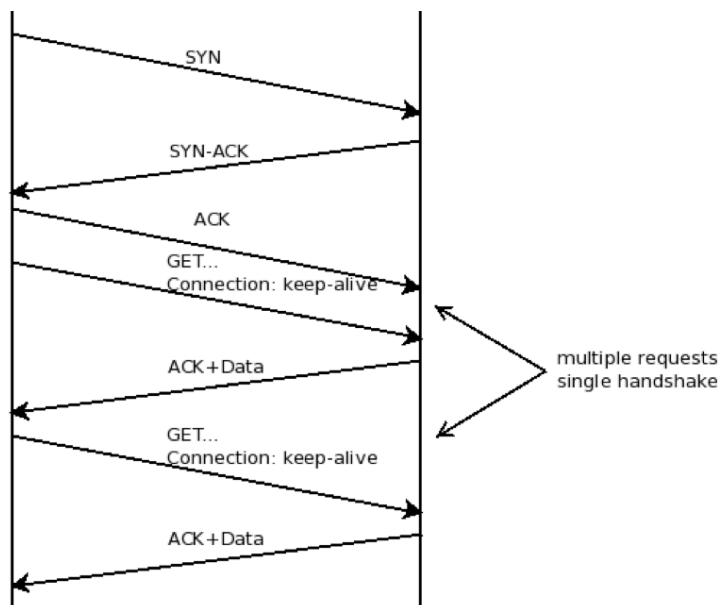 SYN
SYN-ACK
ACK
GET...
Connection: keep-alive
multiple requests
single handshake
ACK+Data
GET...
Connection: keep-alive
ACK+Data